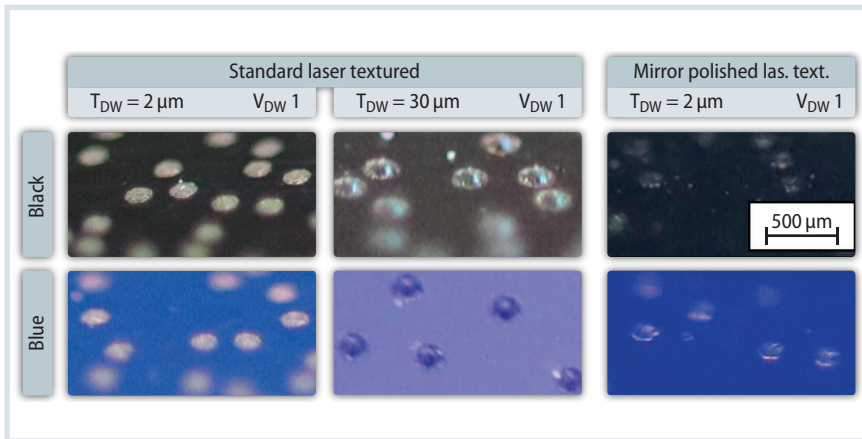 Standard laser textured
Mirror polished las. text.
T_DW = 2 µm V_DW 1
T_DW = 30 µm V_DW 1
T_DW = 2 µm V_DW 1
Black
500 µm
Blue